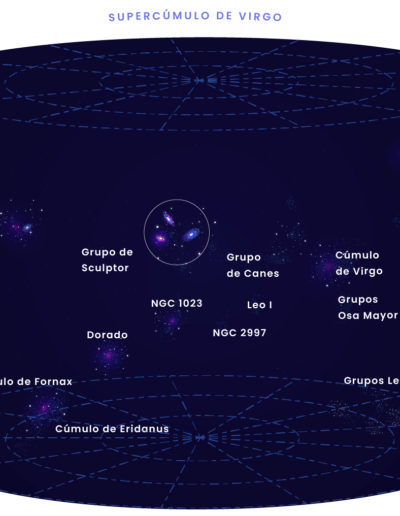 SUPERCÚMULO DE VIRGO
Grupo de
Sculptor
Grupo
de Canes
Cúmulo
de Virgo
NGC 1023
Leo I
Grupos
Osa Mayor
Dorado
NGC 2997
ulo de Fornax
Grupos Le
Cúmulo de Eridanus